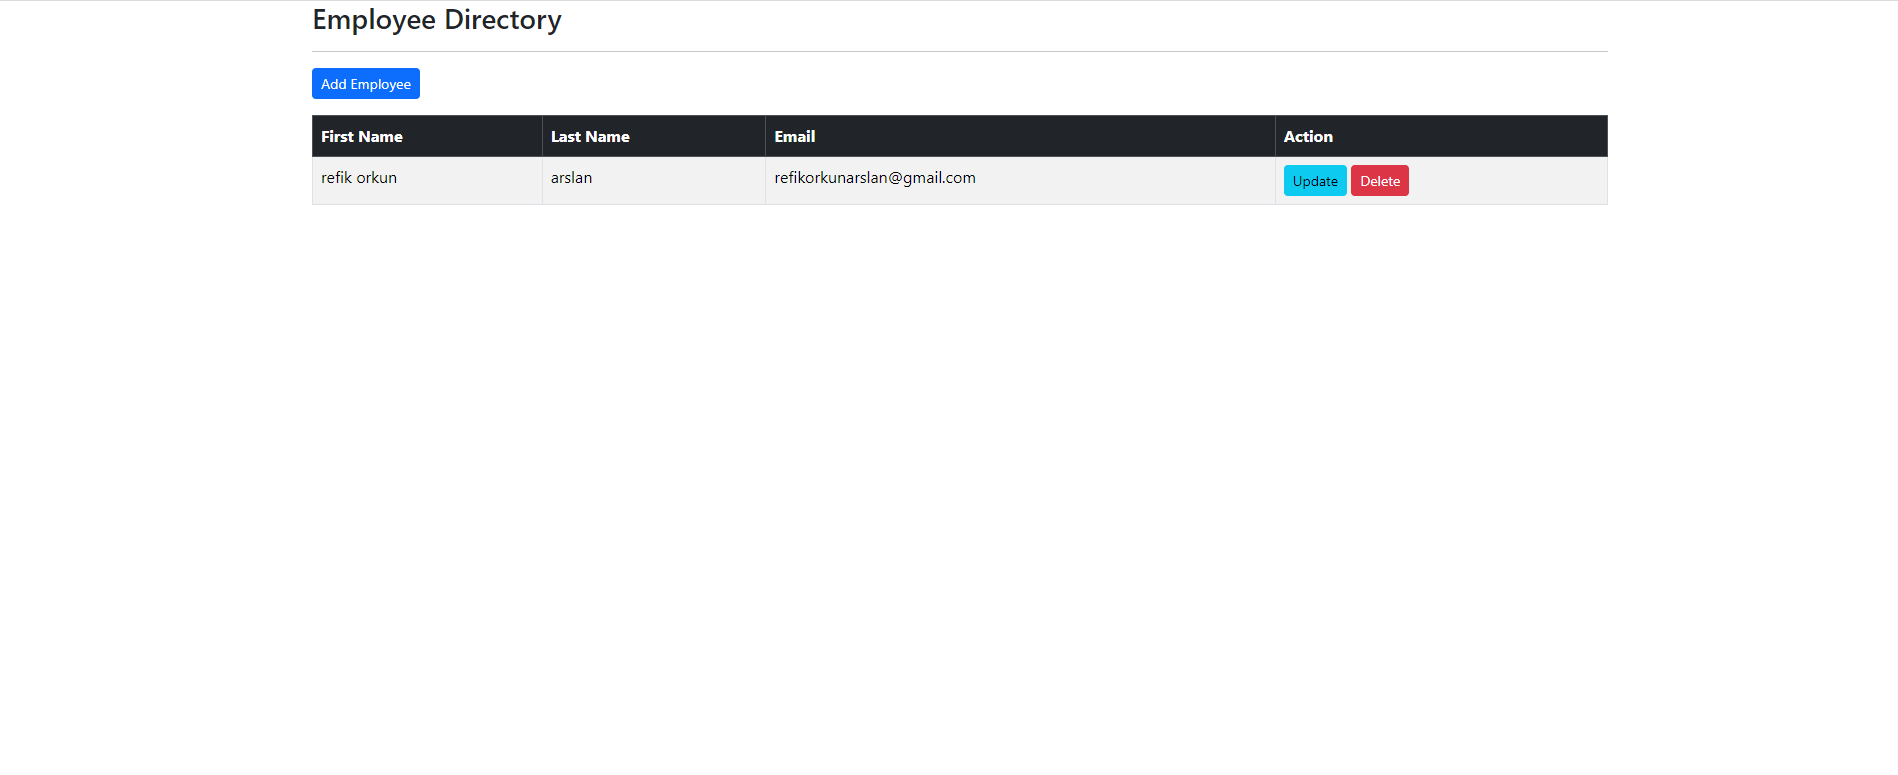 Employee Directory
Add Employee
First Name Last Name Email Action
refik orkun arslan refikorkunarslan@gmail.com Update Delete